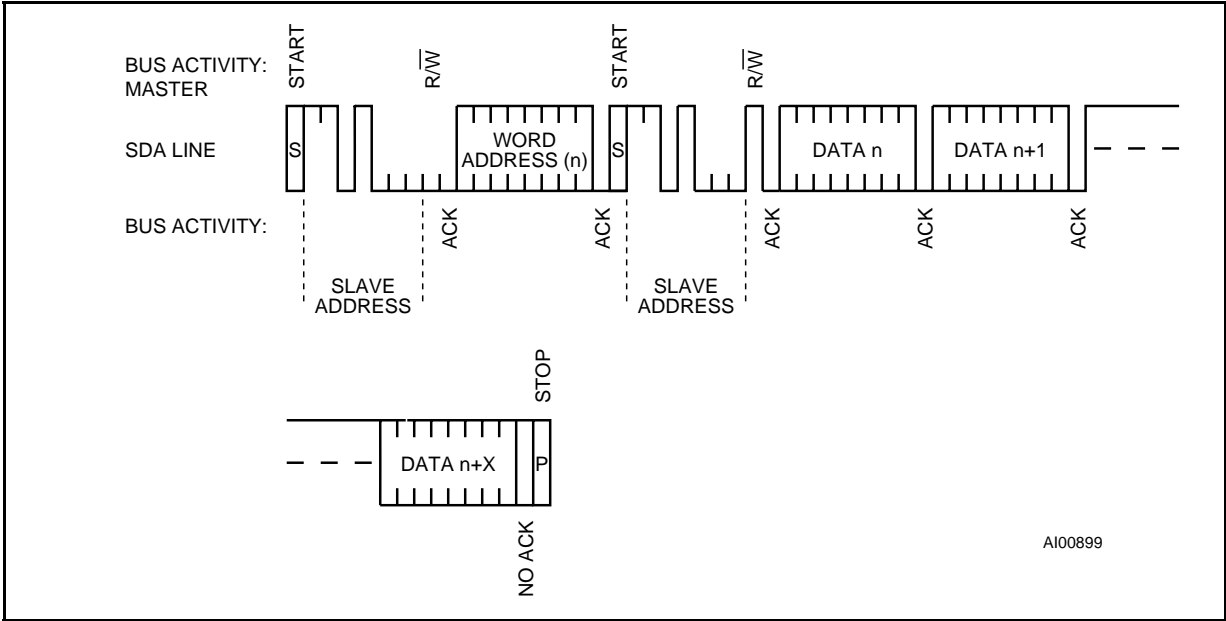 BUS ACTIVITY:
MASTER
START
R/W
START
R/W
SDA LINE
S
WORD
ADDRESS (n)
S
DATA n
DATA n+1
BUS ACTIVITY:
ACK
ACK
ACK
ACK
ACK
SLAVE
ADDRESS
SLAVE
ADDRESS
STOP
DATA n+X
P
NO ACK
AI00899